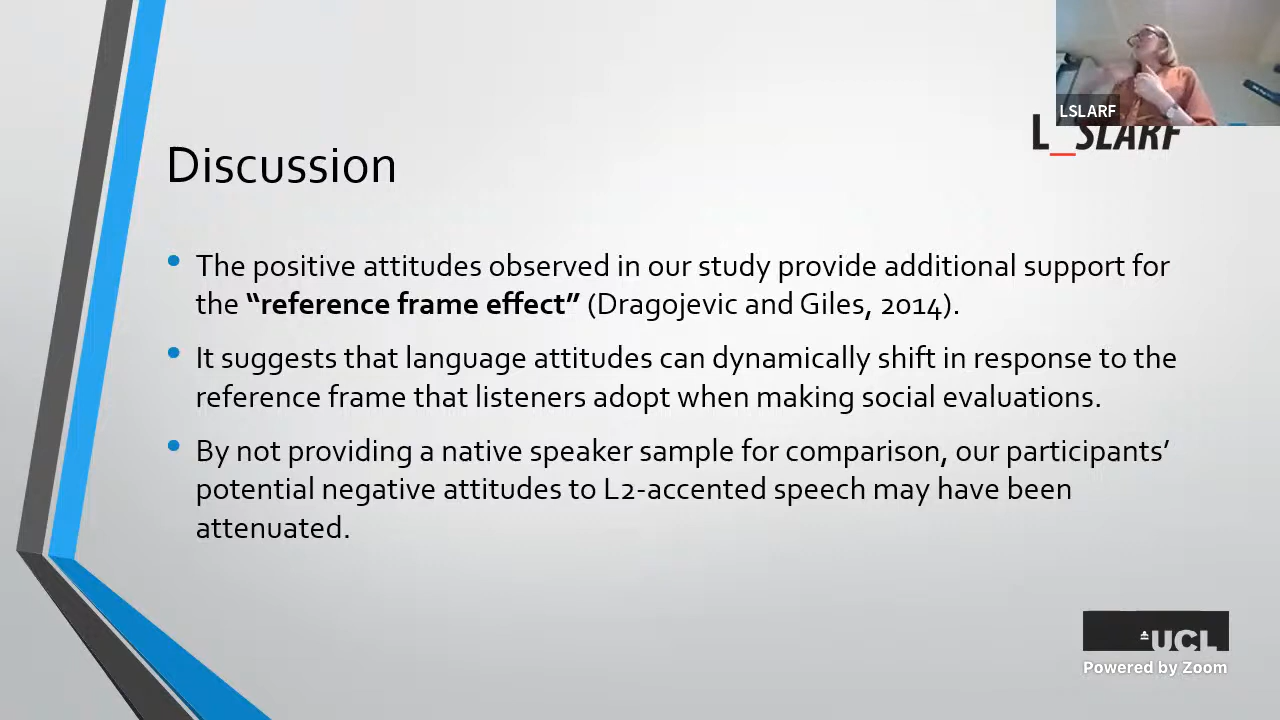 LSLARF
L_SLARF
Discussion
• The positive attitudes observed in our study provide additional support for
the “reference frame effect” (Dragojevic and Giles, 2014).
• It suggests that language attitudes can dynamically shift in response to the
reference frame that listeners adopt when making social evaluations.
• By not providing a native speaker sample for comparison, our participants’
potential negative attitudes to L2-accented speech may have been
attenuated.
UCL
Powered by Zoom